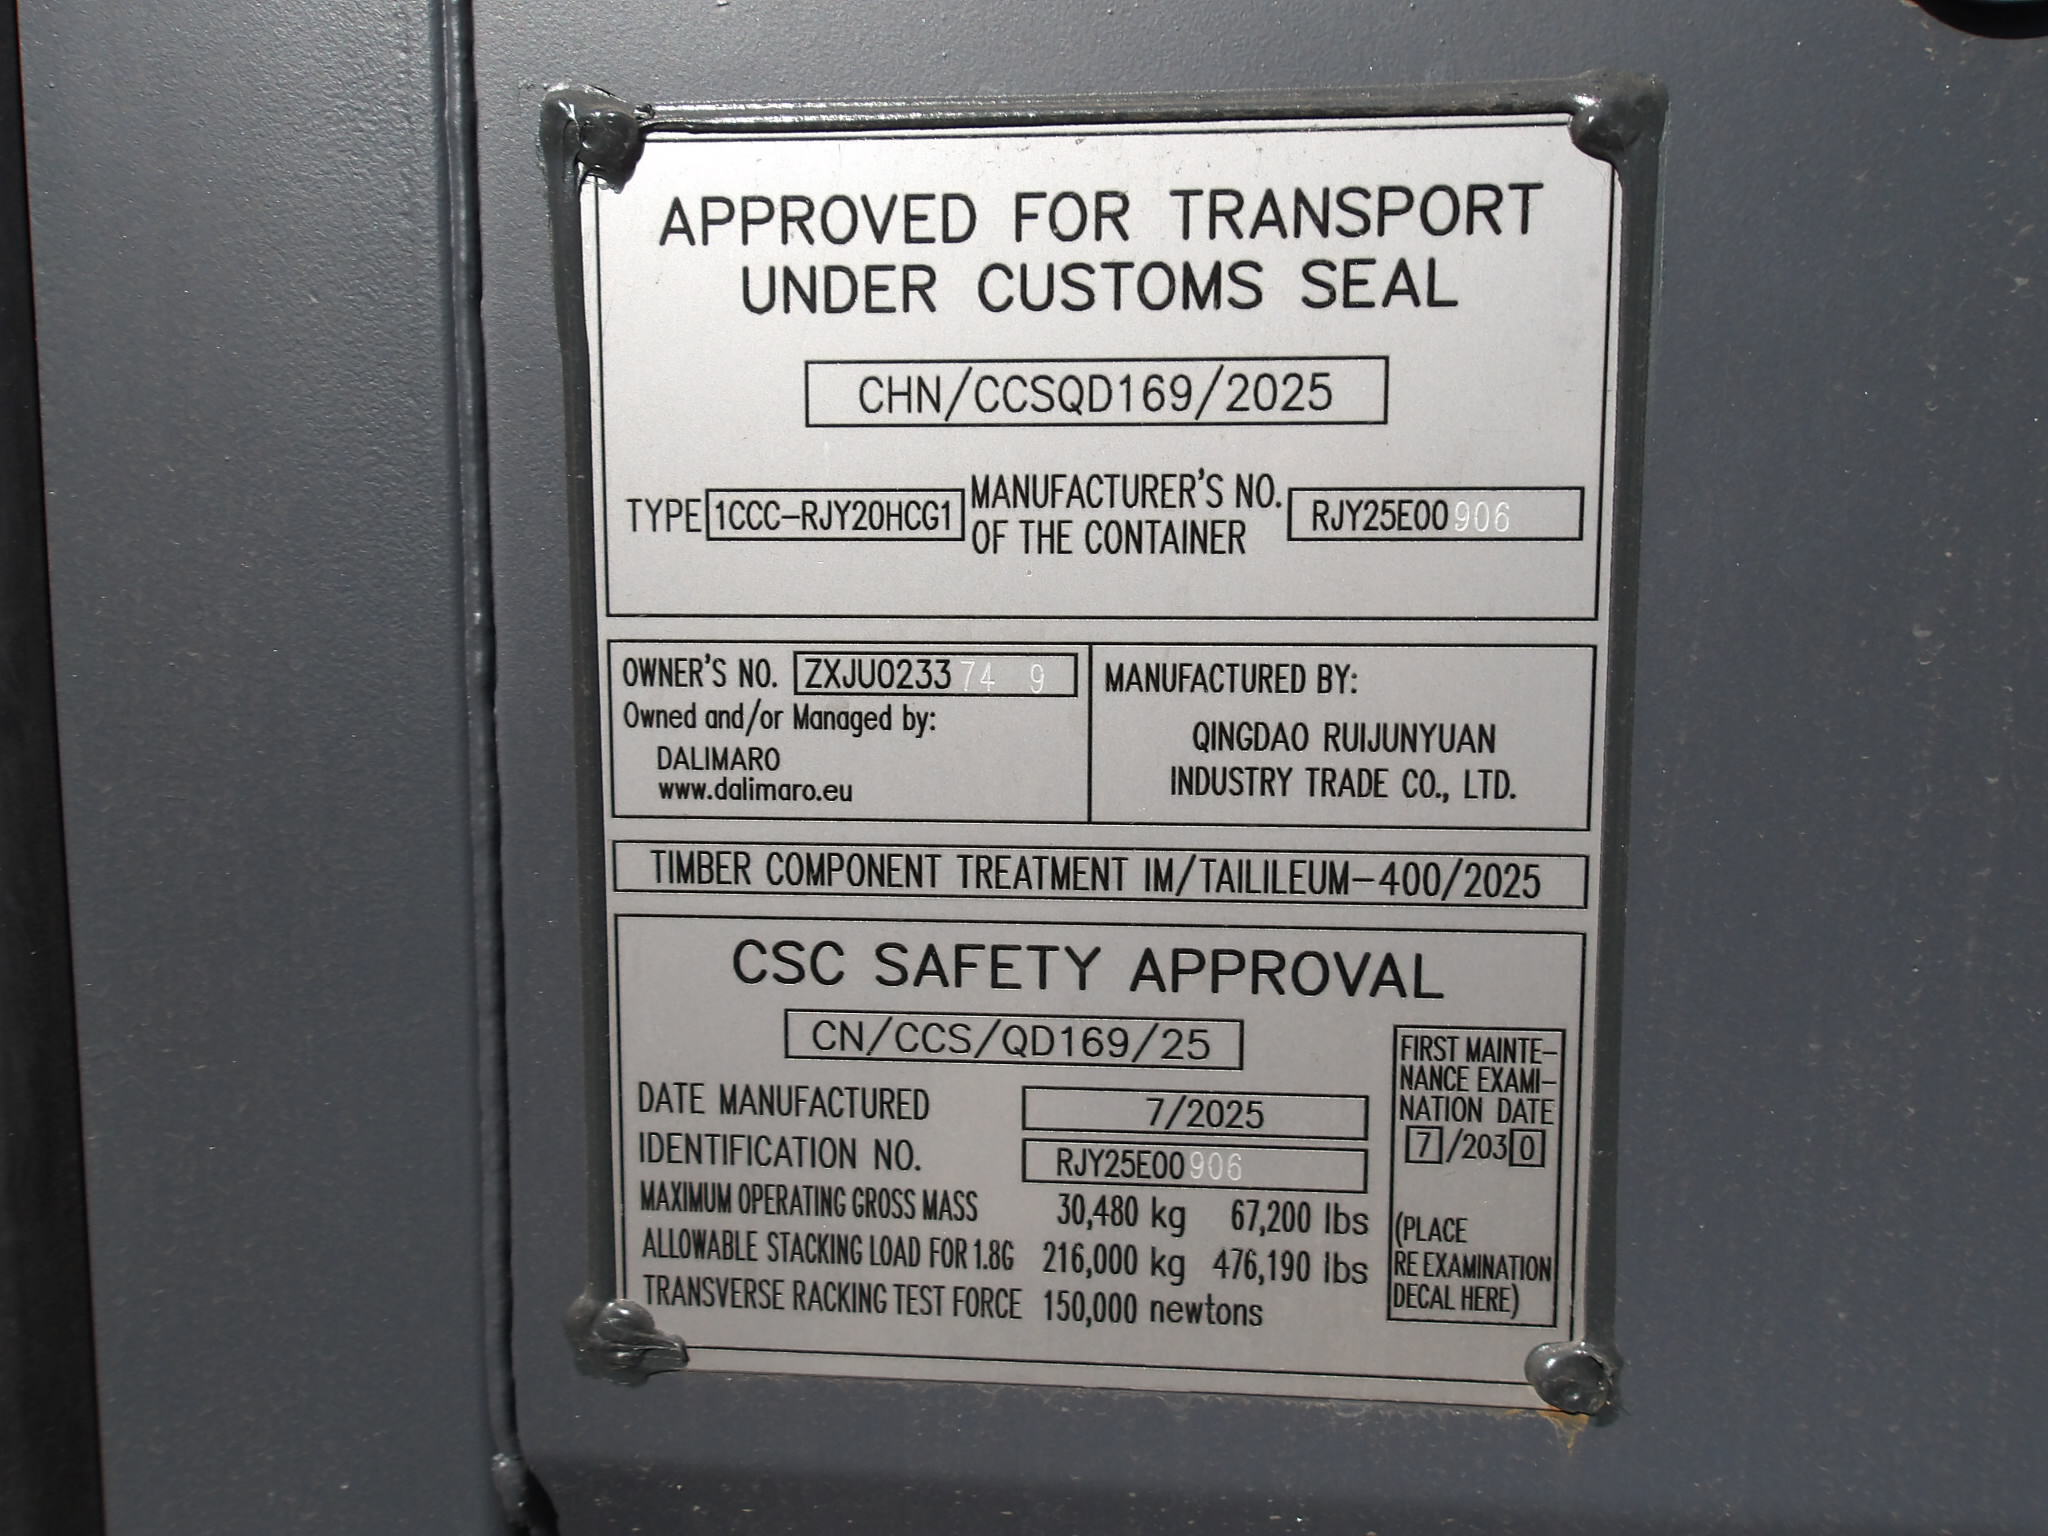 APPROVED FOR TRANSPORT
UNDER CUSTOMS SEAL
CHN/CCSQD169/2025
TYPE 1CCC-RJY20HCG1 MANUFACTURER'S NO. OF THE CONTAINER RJY25E00906
OWNER'S NO. ZXJU023374 9
Owned and/or Managed by:
DALIMARO
www.dalimaro.eu
MANUFACTURED BY:
QINGDAO RUIJUNYUAN
INDUSTRY TRADE CO., LTD.
TIMBER COMPONENT TREATMENT IM/TAILILEUM-400/2025
CSC SAFETY APPROVAL
CN/CCS/QD169/25
DATE MANUFACTURED 7/2025
IDENTIFICATION NO. RJY25E00906
MAXIMUM OPERATING GROSS MASS 30,480 kg 67,200 lbs
ALLOWABLE STACKING LOAD FOR 1.8G 216,000 kg 476,190 lbs
TRANSVERSE RACKING TEST FORCE 150,000 newtons
FIRST MAINTE-
NANCE EXAMI-
NATION DATE
7/2030
(PLACE
RE EXAMINATION
DECAL HERE)